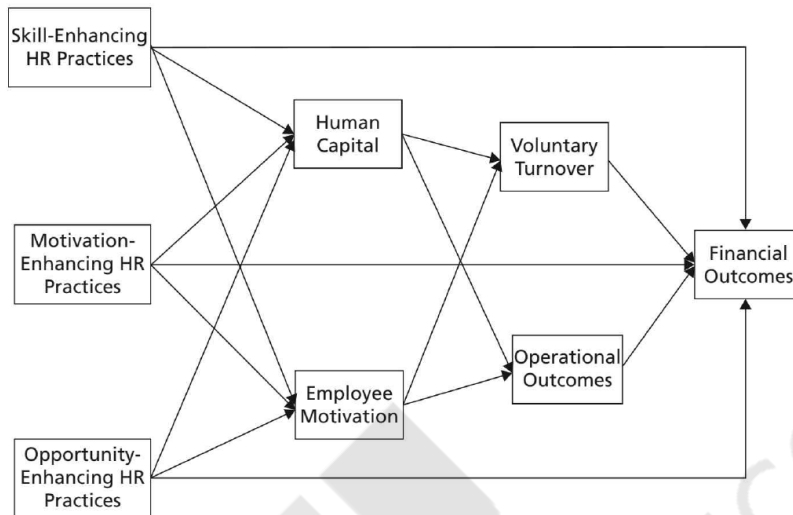 Skill-Enhancing
HR Practices
Human
Capital
Voluntary
Turnover
Motivation-
Enhancing HR
Practices
Financial
Outcomes
Employee
Motivation
Operational
Outcomes
Opportunity-
Enhancing HR
Practices